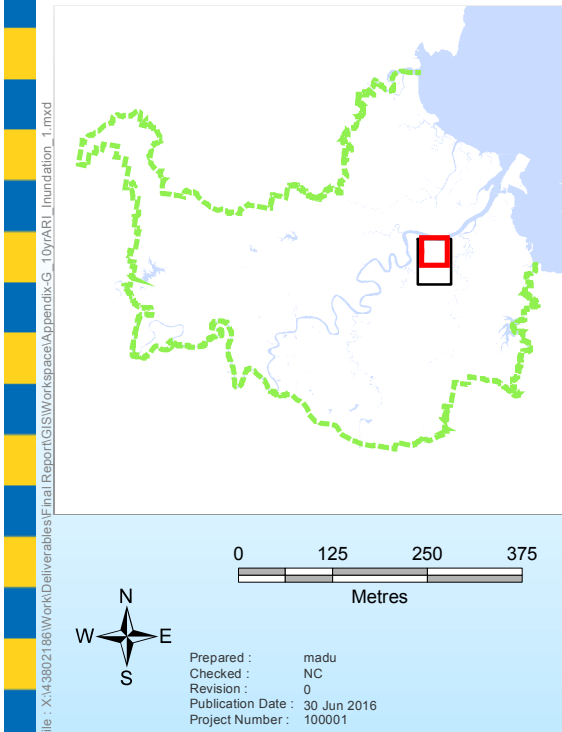 ile : X:\43802186\Work\Deliverables\Final Report\GIS\Workspace\Appendix-G_10yrARI_Inundation_1.mxd
0 125 250 375
Metres
N
W E
S
Prepared : madu
Checked : NC
Revision : 0
Publication Date : 30 Jun 2016
Project Number : 100001